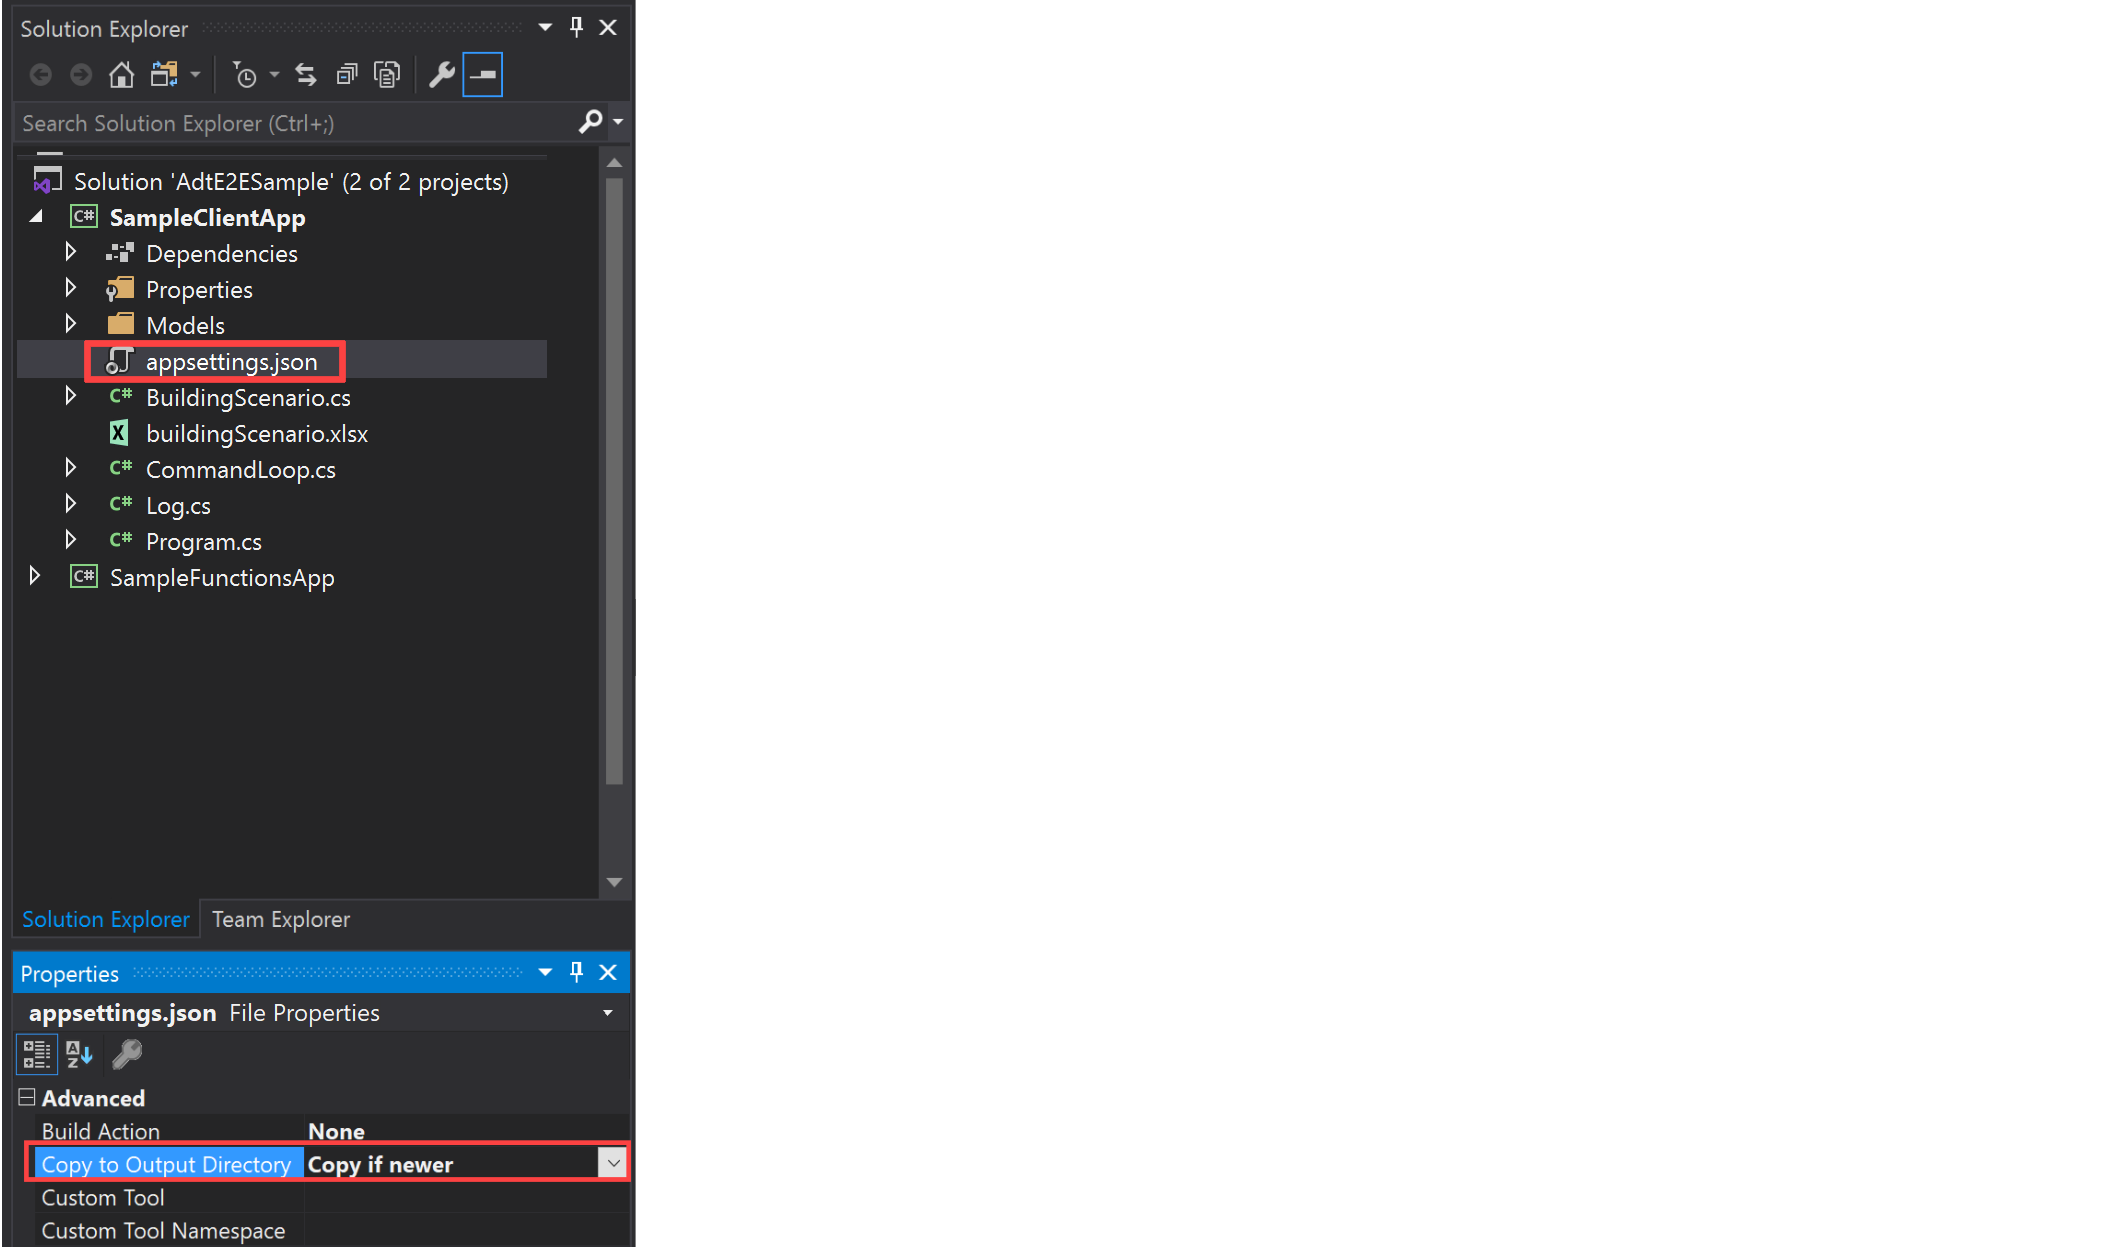 Solution Explorer
Search Solution Explorer (Ctrl+;)
Solution 'AdtE2ESample' (2 of 2 projects)
C# SampleClientApp
Dependencies
Properties
Models
appsettings.json
C# BuildingScenario.cs
X buildingScenario.xlsx
C# CommandLoop.cs
C# Log.cs
C# Program.cs
C# SampleFunctionsApp
Solution Explorer Team Explorer
Properties
appsettings.json File Properties
A
Z
Advanced
Build Action None
Copy to Output Directory Copy if newer
Custom Tool
Custom Tool Namespace